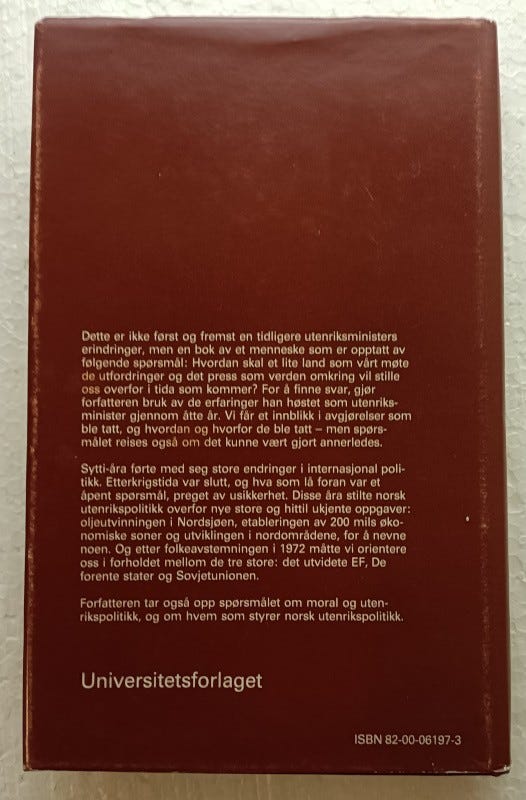 Dette er ikke først og fremst en tidligere utenriksministers
erindringer, men en bok av et menneske som er opptatt av
følgende spørsmål: Hvordan skal et lite land som vårt møte
de utfordringer og det press som verden omkring vil stille
oss overfor i tida som kommer? For å finne svar, gjør
forfatteren bruk av de erfaringer han høstet som utenriks-
minister gjennom åtte år. Vi får et innblikk i avgjørelser som
ble tatt, og hvordan og hvorfor de ble tatt – men spørs-
målet reises også om det kunne vært gjort annerledes.
Sytti-åra førte med seg store endringer i internasjonal poli-
tikk. Etterkrigstida var slutt, og hva som lå foran var et
åpent spørsmål, preget av usikkerhet. Disse åra stilte norsk
utenrikspolitikk overfor nye store og hittil ukjente oppgaver:
oljeutvinningen i Nordsjøen, etableringen av 200 mils øko-
nomiske soner og utviklingen i nordområdene, for å nevne
noen. Og etter folkeavstemningen i 1972 måtte vi orientere
oss i forholdet mellom de tre store: det utvidete EF, De
forente stater og Sovjetunionen.
Forfatteren tar også opp spørsmålet om moral og uten-
rikspolitikk, og om hvem som styrer norsk utenrikspolitikk.
Universitetsforlaget
ISBN 82-00-06197-3